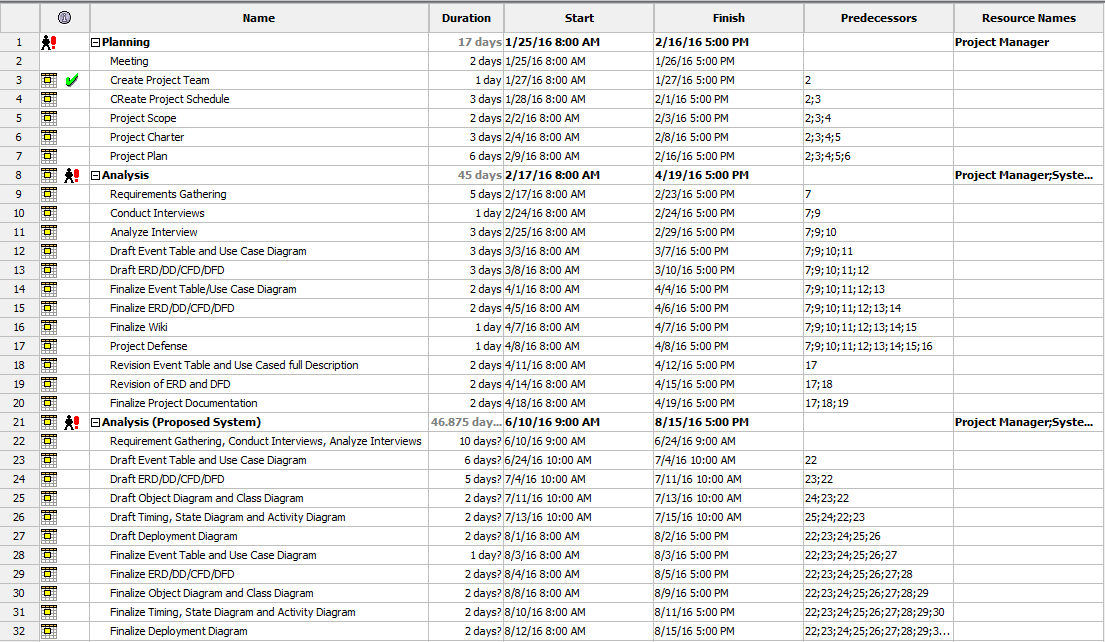 Name Duration Start Finish Predecessors Resource Names
1 Planning 17 days 1/25/16 8:00 AM 2/16/16 5:00 PM Project Manager
2 Meeting 2 days 1/25/16 8:00 AM 1/26/16 5:00 PM
3 Create Project Team 1 day 1/27/16 8:00 AM 1/27/16 5:00 PM 2
4 CReate Project Schedule 3 days 1/28/16 8:00 AM 2/1/16 5:00 PM 2;3
5 Project Scope 2 days 2/2/16 8:00 AM 2/3/16 5:00 PM 2;3;4
6 Project Charter 3 days 2/4/16 8:00 AM 2/8/16 5:00 PM 2;3;4;5
7 Project Plan 6 days 2/9/16 8:00 AM 2/16/16 5:00 PM 2;3;4;5;6
8 Analysis 45 days 2/17/16 8:00 AM 4/19/16 5:00 PM Project Manager;Syste...
9 Requirements Gathering 5 days 2/17/16 8:00 AM 2/23/16 5:00 PM 7
10 Conduct Interviews 1 day 2/24/16 8:00 AM 2/24/16 5:00 PM 7;9
11 Analyze Interview 3 days 2/25/16 8:00 AM 2/29/16 5:00 PM 7;9;10
12 Draft Event Table and Use Case Diagram 3 days 3/3/16 8:00 AM 3/7/16 5:00 PM 7;9;10;11
13 Draft ERD/DD/CFD/DFD 3 days 3/8/16 8:00 AM 3/10/16 5:00 PM 7;9;10;11;12
14 Finalize Event Table/Use Case Diagram 2 days 4/1/16 8:00 AM 4/4/16 5:00 PM 7;9;10;11;12;13
15 Finalize ERD/DD/CFD/DFD 2 days 4/5/16 8:00 AM 4/6/16 5:00 PM 7;9;10;11;12;13;14
16 Finalize Wiki 1 day 4/7/16 8:00 AM 4/7/16 5:00 PM 7;9;10;11;12;13;14;15
17 Project Defense 1 day 4/8/16 8:00 AM 4/8/16 5:00 PM 7;9;10;11;12;13;14;15;16
18 Revision Event Table and Use Cased full Description 2 days 4/11/16 8:00 AM 4/12/16 5:00 PM 17
19 Revision of ERD and DFD 2 days 4/14/16 8:00 AM 4/15/16 5:00 PM 17;18
20 Finalize Project Documentation 2 days 4/18/16 8:00 AM 4/19/16 5:00 PM 17;18;19
21 Analysis (Proposed System) 46.875 day... 6/10/16 9:00 AM 8/15/16 5:00 PM Project Manager;Syste...
22 Requirement Gathering, Conduct Interviews, Analyze Interviews 10 days? 6/10/16 9:00 AM 6/24/16 9:00 AM
23 Draft Event Table and Use Case Diagram 6 days? 6/24/16 10:00 AM 7/4/16 10:00 AM 22
24 Draft ERD/DD/CFD/DFD 5 days? 7/4/16 10:00 AM 7/11/16 10:00 AM 23;22
25 Draft Object Diagram and Class Diagram 2 days? 7/11/16 10:00 AM 7/13/16 10:00 AM 24;23;22
26 Draft Timing, State Diagram and Activity Diagram 2 days? 7/13/16 10:00 AM 7/15/16 10:00 AM 25;24;22;23
27 Draft Deployment Diagram 2 days? 8/1/16 8:00 AM 8/2/16 5:00 PM 22;23;24;25;26
28 Finalize Event Table and Use Case Diagram 1 day? 8/3/16 8:00 AM 8/3/16 5:00 PM 22;23;24;25;26;27
29 Finalize ERD/DD/CFD/DFD 2 days? 8/4/16 8:00 AM 8/5/16 5:00 PM 22;23;24;25;26;27;28
30 Finalize Object Diagram and Class Diagram 2 days? 8/8/16 8:00 AM 8/9/16 5:00 PM 22;23;24;25;26;27;28;29
31 Finalize Timing, State Diagram and Activity Diagram 2 days? 8/10/16 8:00 AM 8/11/16 5:00 PM 22;23;24;25;26;27;28;29;30
32 Finalize Deployment Diagram 2 days? 8/12/16 8:00 AM 8/15/16 5:00 PM 22;23;24;25;26;27;28;29;3...